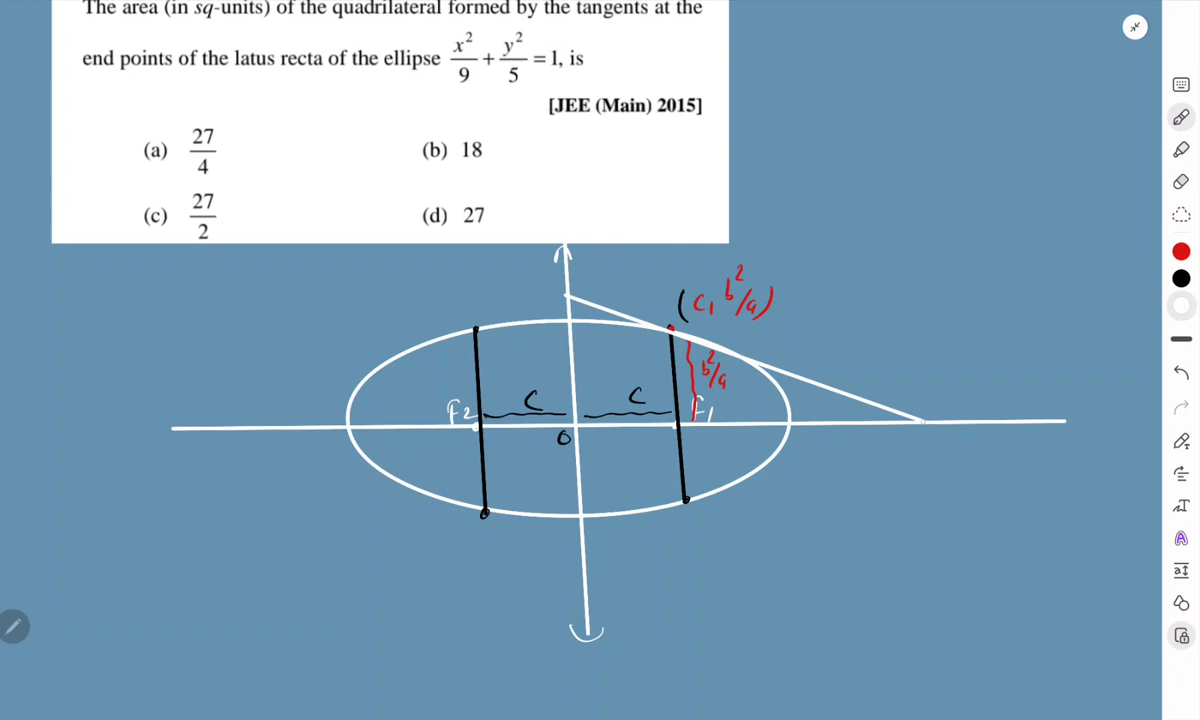 The area (in sq-units) of the quadrilateral formed by the tangents at the
end points of the latus recta of the ellipse x²/9 + y²/5 = 1, is
[JEE (Main) 2015]
(a) 27/4 (b) 18
(c) 27/2 (d) 27
(c, b²/a)
b²/a
C C
F2 F1
O